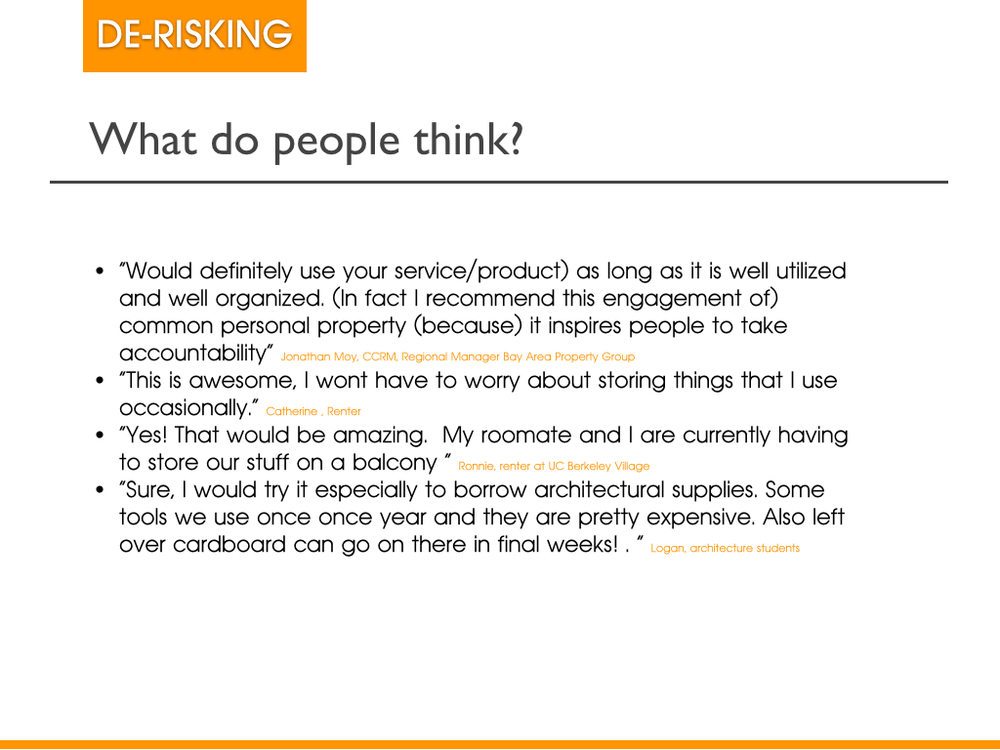 DE-RISKING
What do people think?
• "Would definitely use your service/product) as long as it is well utilized
and well organized. (In fact I recommend this engagement of)
common personal property (because) it inspires people to take
accountability" Jonathan Moy, CCRM, Regional Manager Bay Area Property Group
• "This is awesome, I wont have to worry about storing things that I use
occasionally." Catherine , Renter
• "Yes! That would be amazing.  My roomate and I are currently having
to store our stuff on a balcony " Ronnie, renter at UC Berkeley Village
• "Sure, I would try it especially to borrow architectural supplies. Some
tools we use once once year and they are pretty expensive. Also left
over cardboard can go on there in final weeks! . " Logan, architecture students